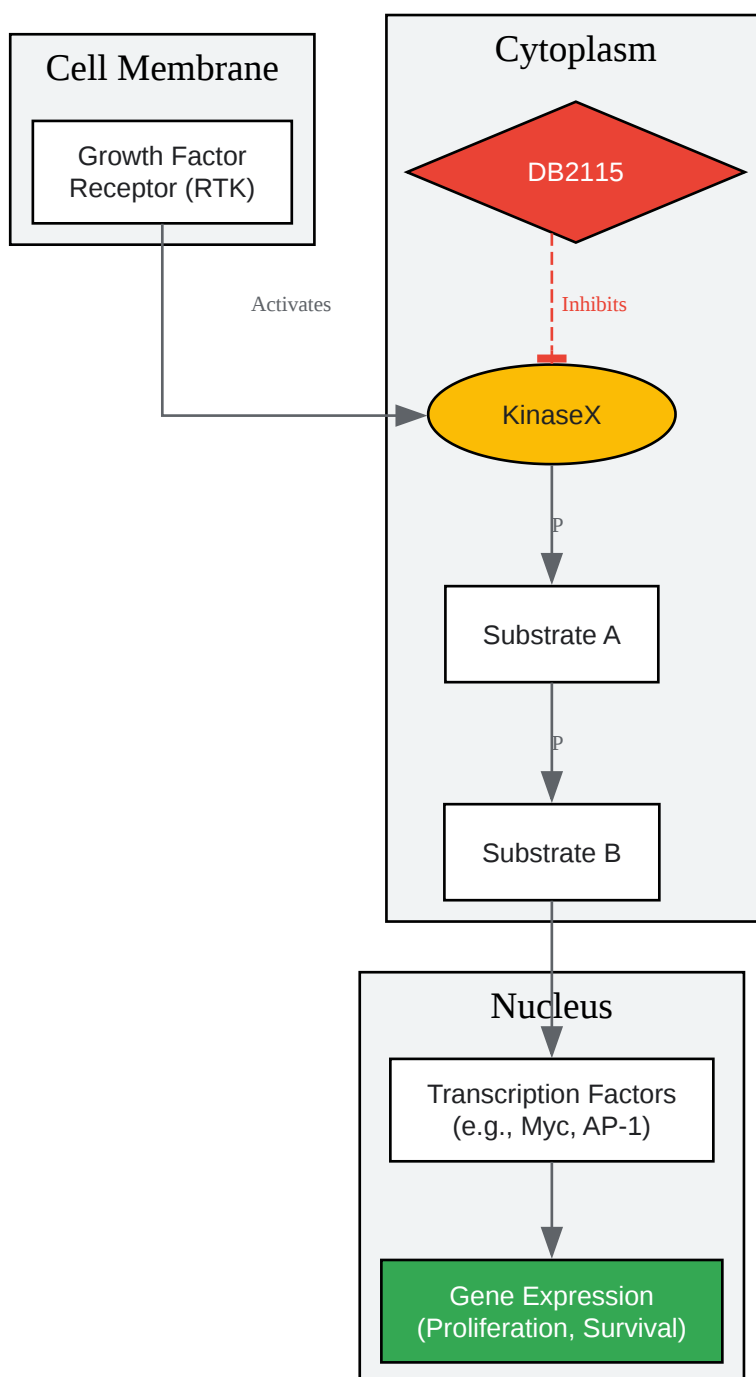 Cell Membrane
Growth Factor
Receptor (RTK)
Activates
Cytoplasm
DB2115
Inhibits
KinaseX
P
Substrate A
P
Substrate B
Nucleus
Transcription Factors
(e.g., Myc, AP-1)
Gene Expression
(Proliferation, Survival)